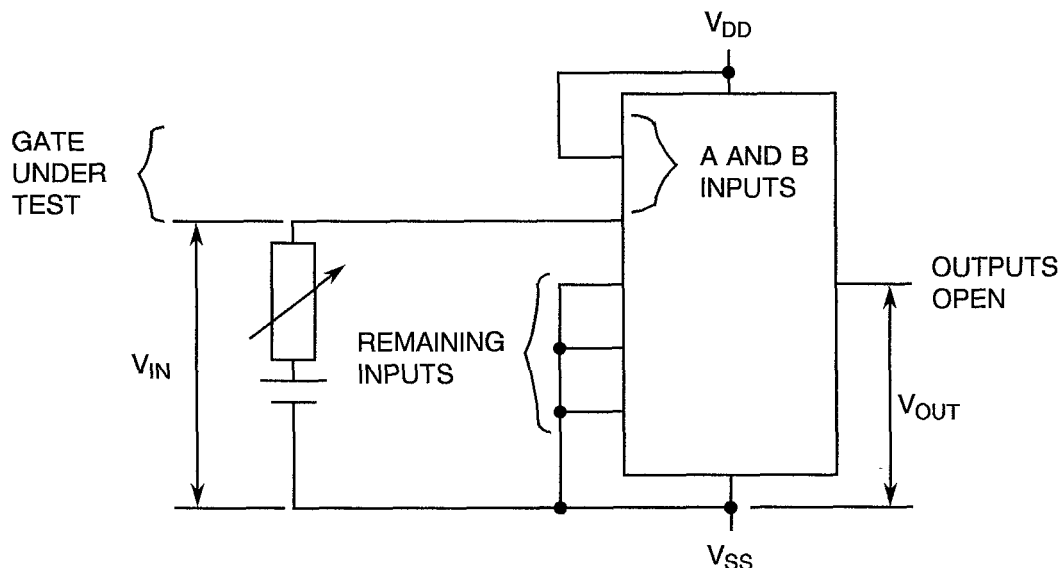 V_DD
GATE
UNDER
TEST
A AND B
INPUTS
OUTPUTS
OPEN
REMAINING
INPUTS
V_IN
V_OUT
V_SS